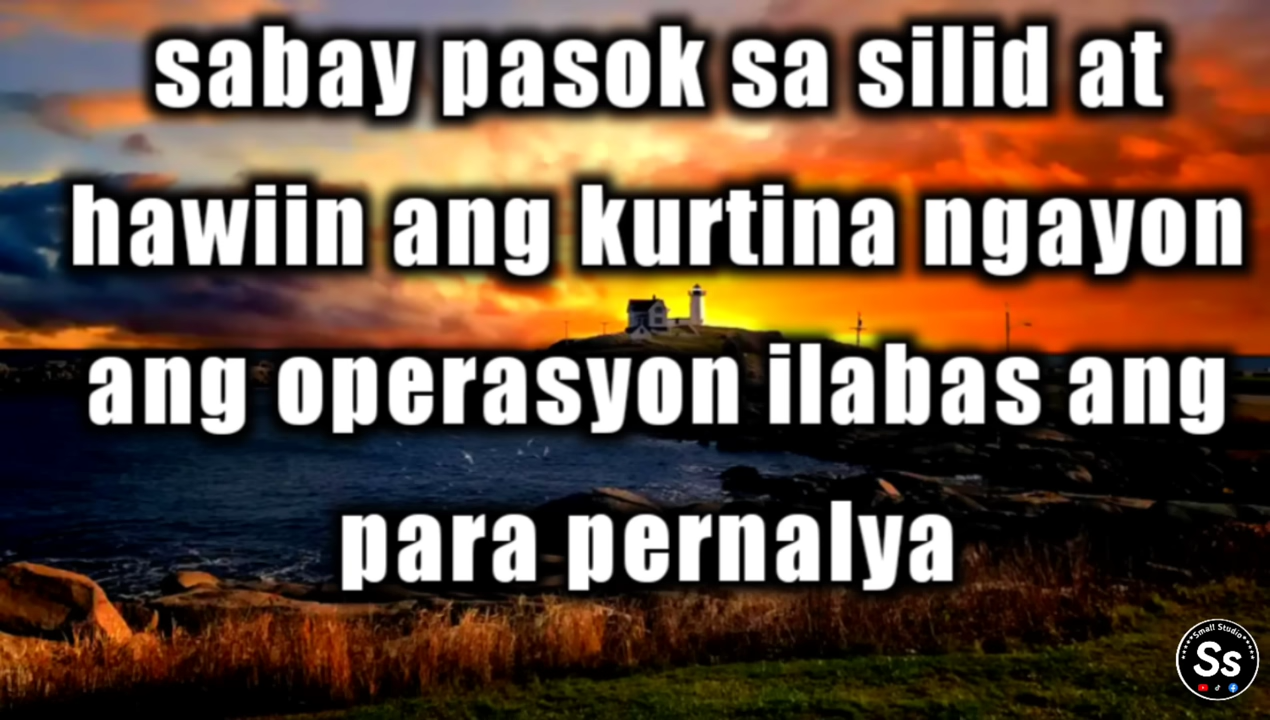 sabay pasok sa silid at
hawiin ang kurtina ngayon
ang operasyon ilabas ang
para pernalya
Small Studio
Ss